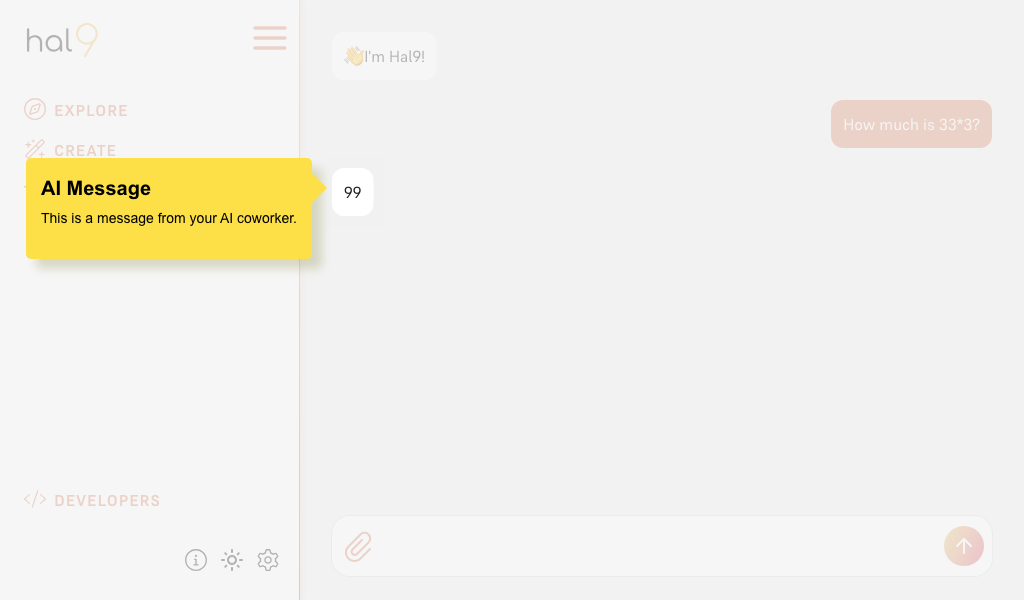 hal9
EXPLORE
CREATE
AI Message
This is a message from your AI coworker.
DEVELOPERS
👋I'm Hal9!
How much is 33*3?
99